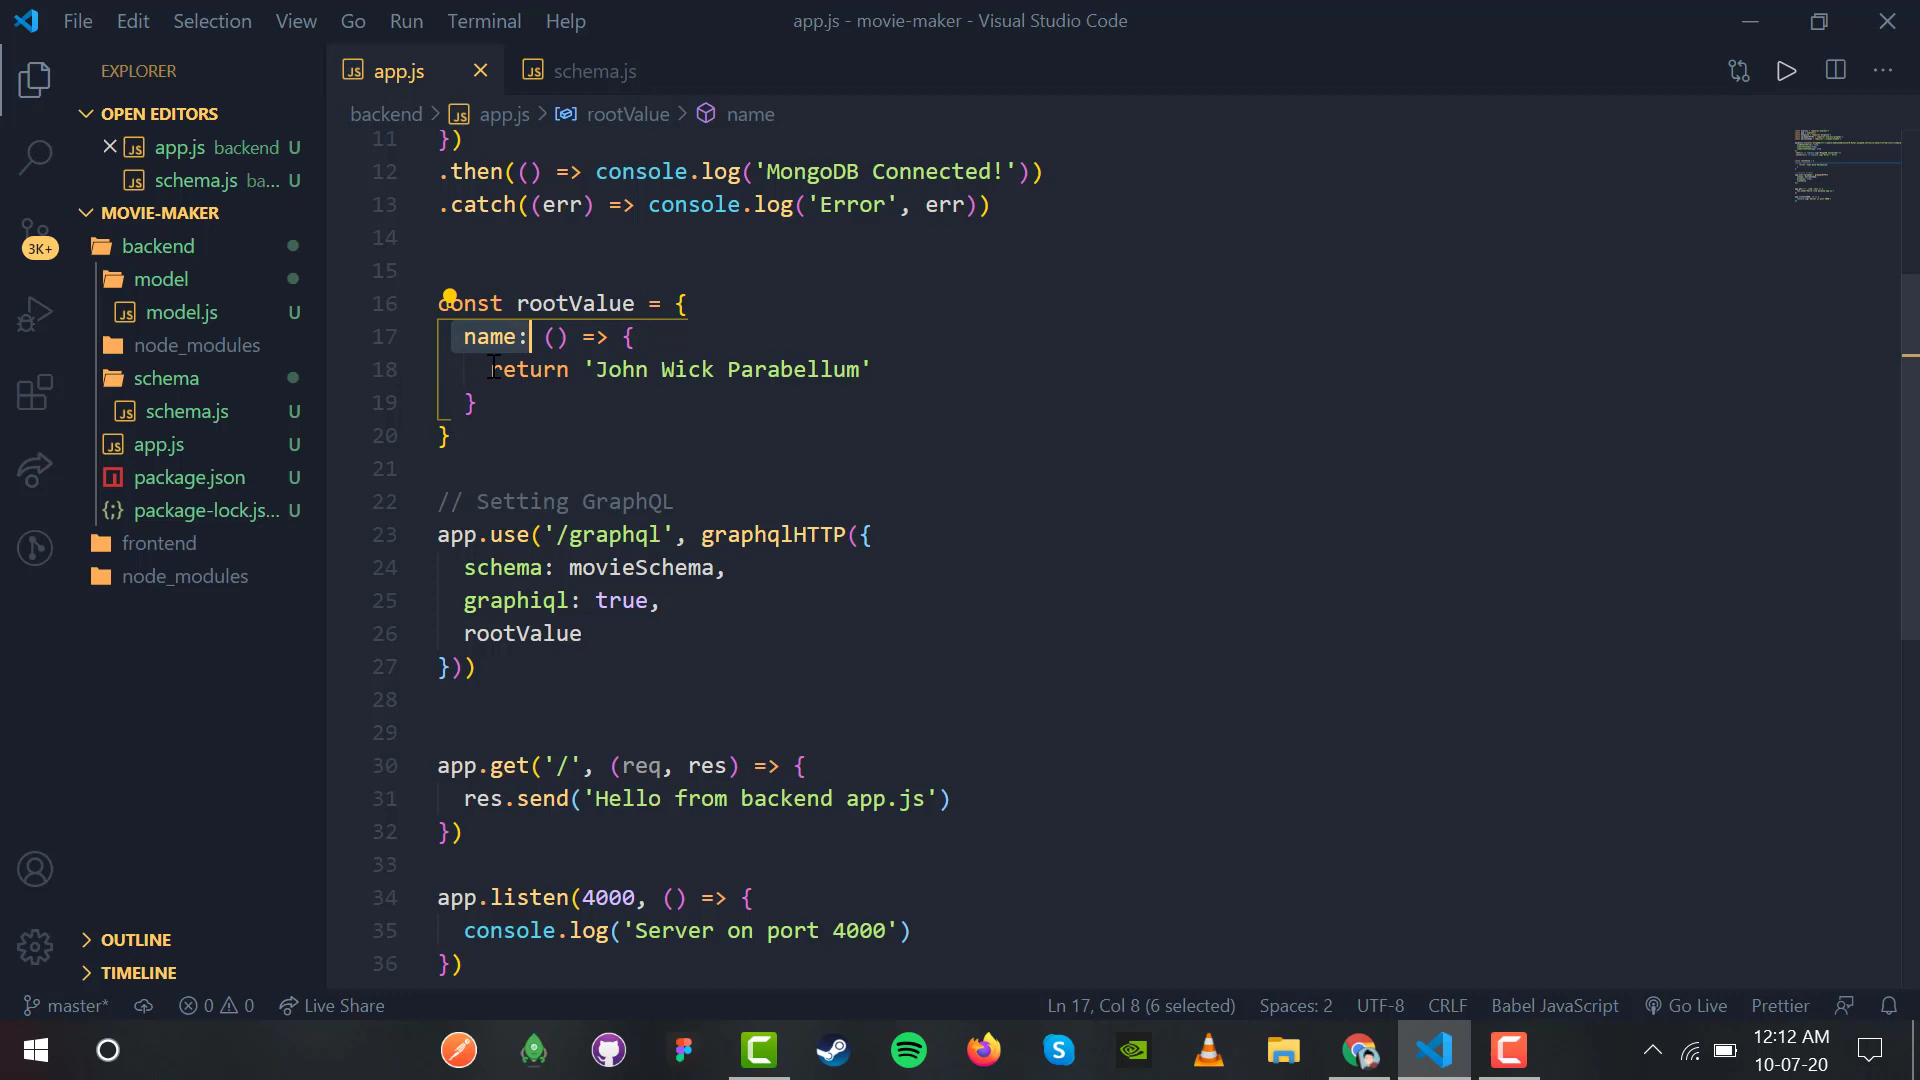 File Edit Selection View Go Run Terminal Help
app.js - movie-maker - Visual Studio Code
EXPLORER
OPEN EDITORS
app.js backend U
schema.js ba... U
MOVIE-MAKER
backend
model
model.js U
node_modules
schema
schema.js U
app.js U
package.json U
package-lock.js... U
frontend
node_modules
OUTLINE
TIMELINE
3K+
app.js
schema.js
backend > app.js > rootValue > name
11 })
12 .then(() => console.log('MongoDB Connected!'))
13 .catch((err) => console.log('Error', err))
14
15
16 const rootValue = {
17 name: () => {
18 return 'John Wick Parabellum'
19 }
20 }
21
22 // Setting GraphQL
23 app.use('/graphql', graphqlHTTP({
24 schema: movieSchema,
25 graphiql: true,
26 rootValue
27 }))
28
29
30 app.get('/', (req, res) => {
31 res.send('Hello from backend app.js')
32 })
33
34 app.listen(4000, () => {
35 console.log('Server on port 4000')
36 })
master* 0 0 Live Share
Ln 17, Col 8 (6 selected) Spaces: 2 UTF-8 CRLF Babel JavaScript Go Live Prettier
12:12 AM
10-07-20